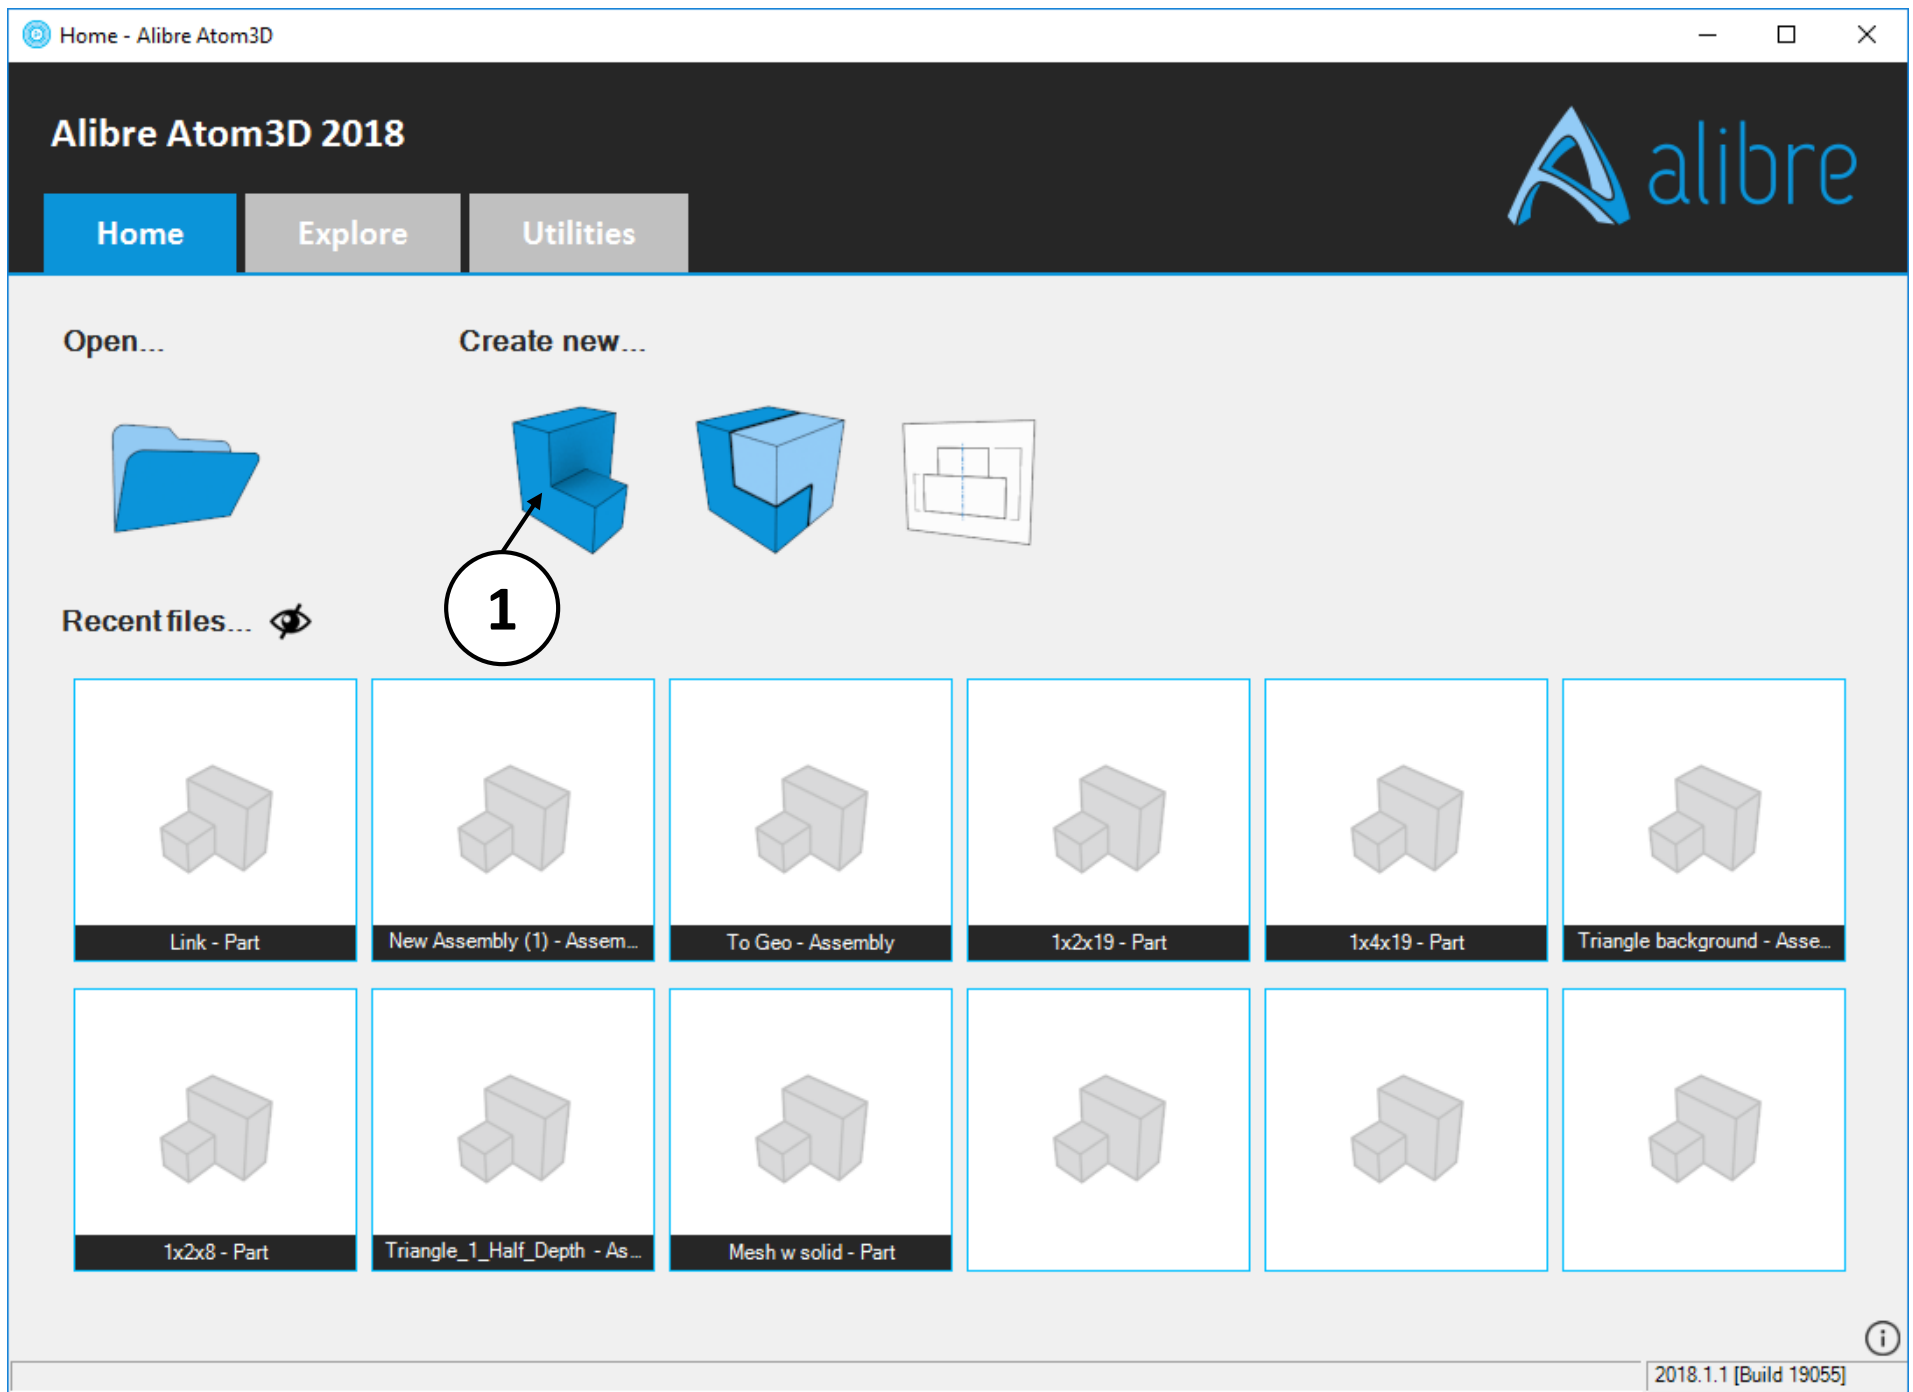 Home - Alibre Atom3D
Alibre Atom3D 2018
alibre
Home Explore Utilities
Open... Create new...
1
Recent files...
Link - Part New Assembly (1) - Assem... To Geo - Assembly 1x2x19 - Part 1x4x19 - Part Triangle background - Asse...
1x2x8 - Part Triangle_1_Half_Depth - As... Mesh w solid - Part
2018.1.1 [Build 19055]